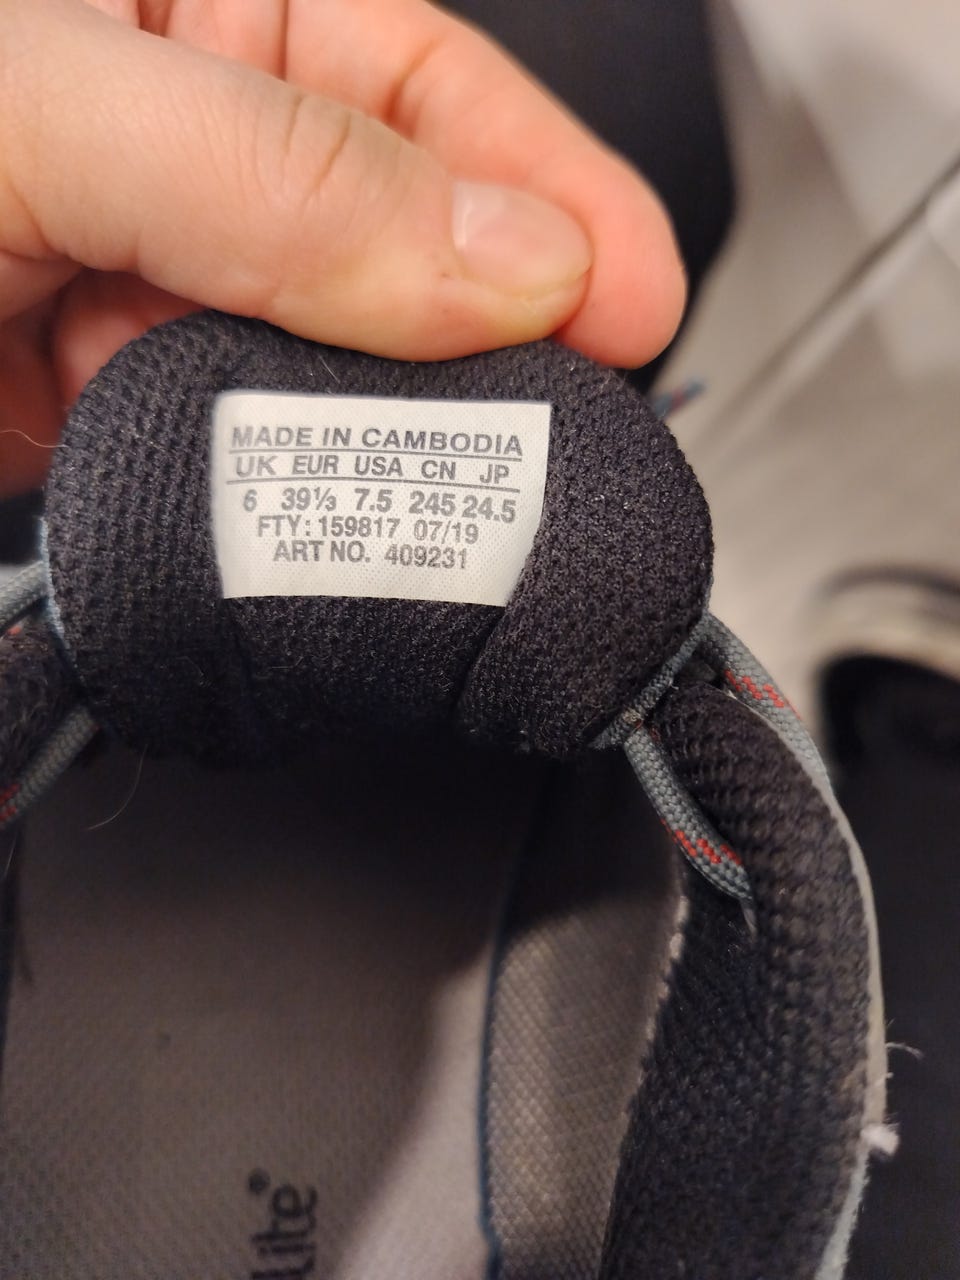 MADE IN CAMBODIA
UK EUR USA CN JP
6 39⅓ 7.5 245 24.5
FTY: 159817 07/19
ART NO. 409231
lite®